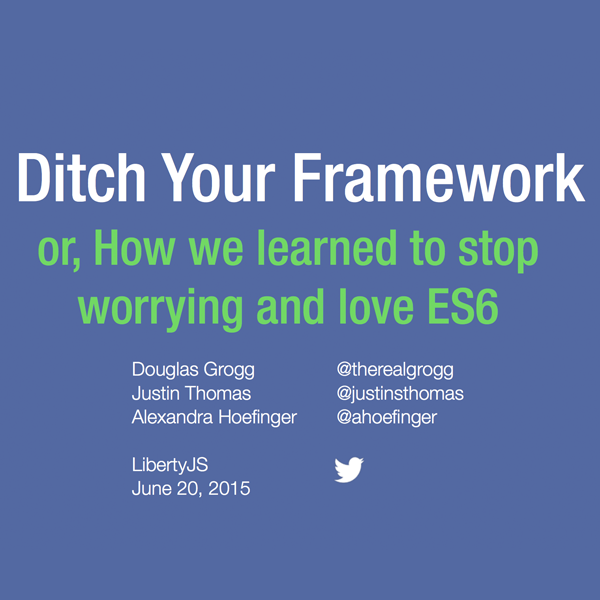 Ditch Your Framework
or, How we learned to stop
worrying and love ES6
Douglas Grogg @therealgrogg
Justin Thomas @justinsthomas
Alexandra Hoefinger @ahoefinger
LibertyJS
June 20, 2015